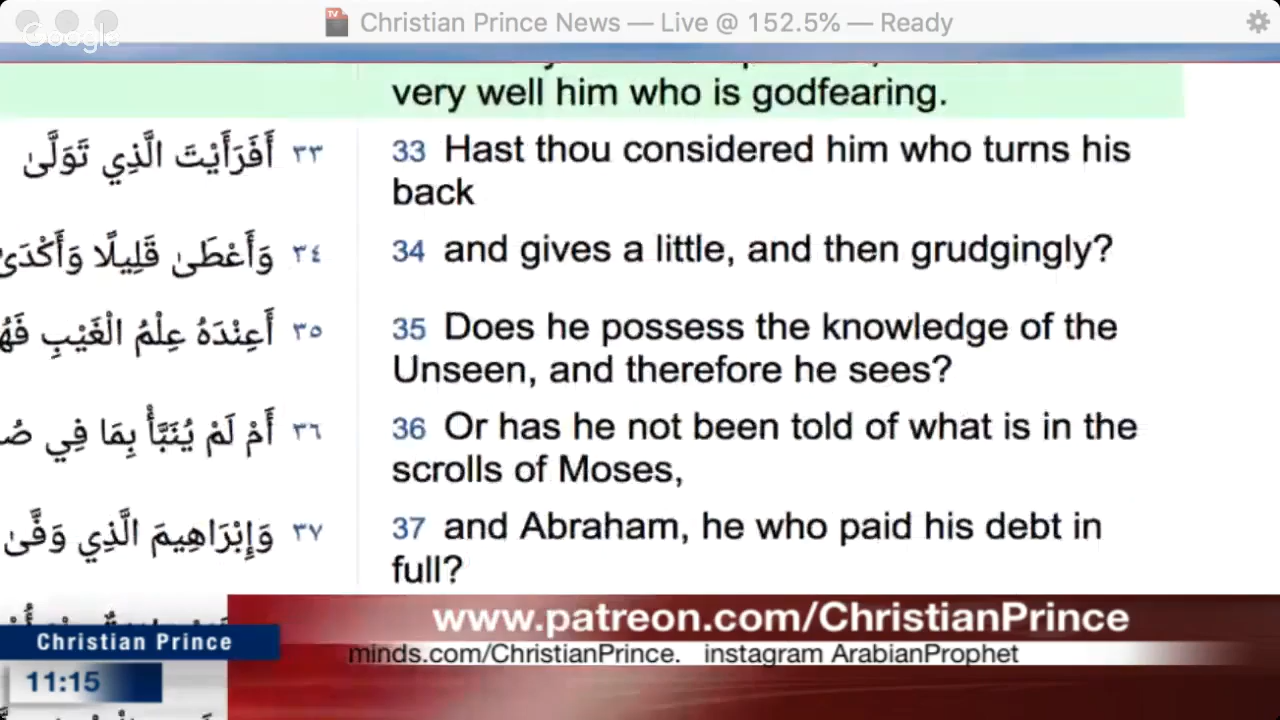 Google
Christian Prince News — Live @ 152.5% — Ready
very well him who is godfearing.
٣٣ أَفَرَأَيْتَ الَّذِي تَوَلَّىٰ
33 Hast thou considered him who turns his
back
٣٤ وَأَعْطَىٰ قَلِيلًا وَأَكْدَىٰ
34 and gives a little, and then grudgingly?
٣٥ أَعِنْدَهُ عِلْمُ الْغَيْبِ
35 Does he possess the knowledge of the
Unseen, and therefore he sees?
٣٦ أَمْ لَمْ يُنَبَّأْ بِمَا فِي
36 Or has he not been told of what is in the
scrolls of Moses,
٣٧ وَإِبْرَاهِيمَ الَّذِي وَفَّىٰ
37 and Abraham, he who paid his debt in
full?
www.patreon.com/ChristianPrince
Christian Prince
minds.com/ChristianPrince. instagram ArabianProphet
11:15